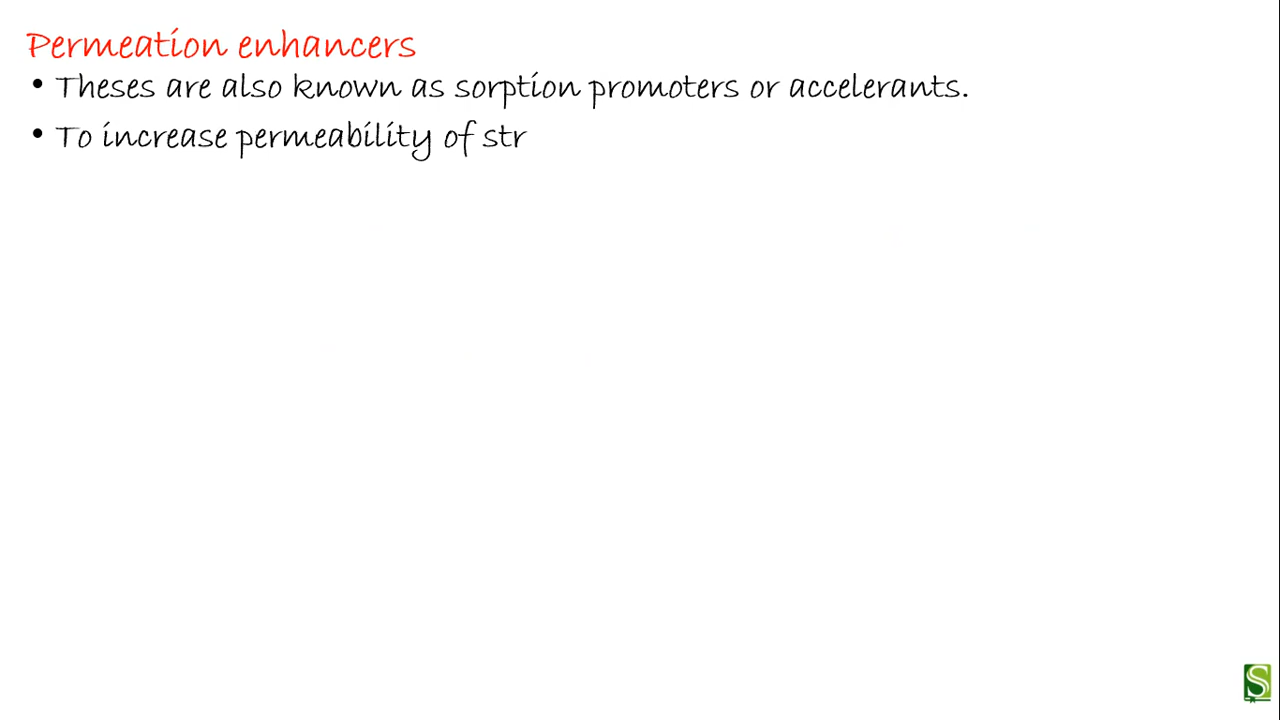 Permeation enhancers
• Theses are also known as sorption promoters or accelerants.
• To increase permeability of str
S